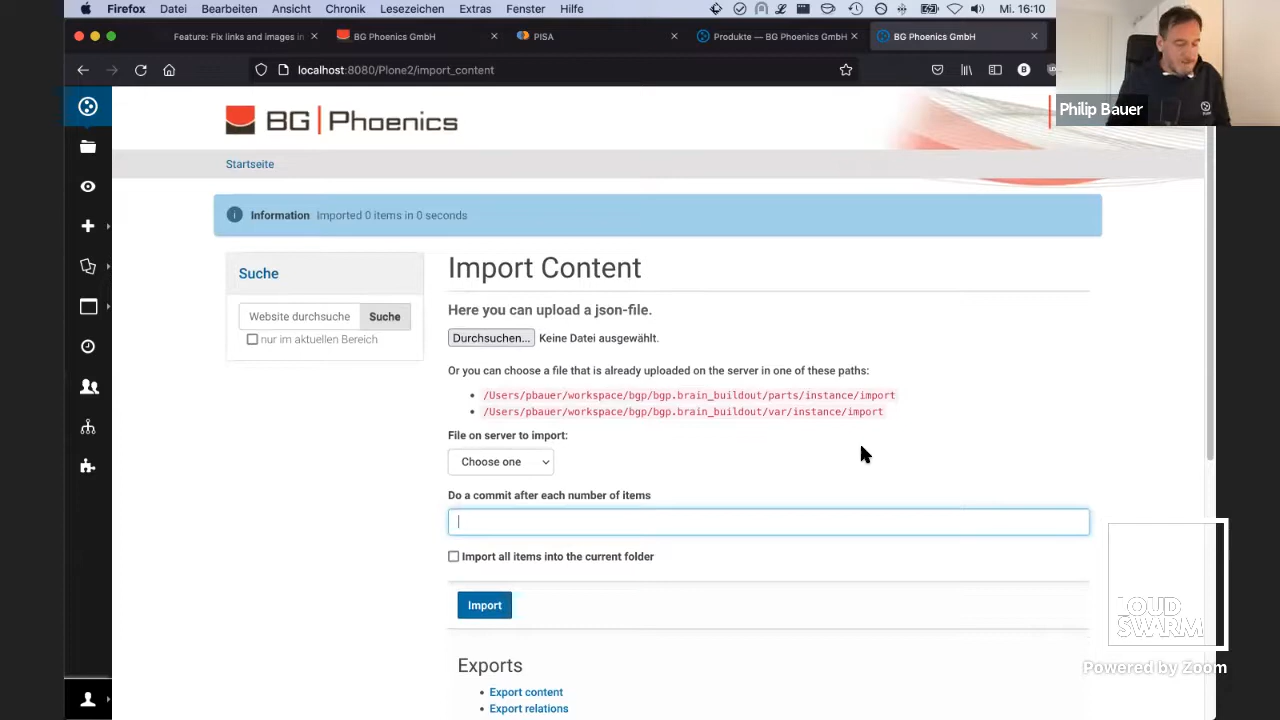 Firefox Datei Bearbeiten Ansicht Chronik Lesezeichen Extras Fenster Hilfe Mi. 16:10
Feature: Fix links and images in BG Phoenics GmbH PISA Produkte — BG Phoenics GmbH BG Phoenics GmbH
localhost:8080/Plone2/import_content
Philip Bauer
BG Phoenics
Startseite
Information Imported 0 items in 0 seconds
Suche
Website durchsuche Suche
nur im aktuellen Bereich
Import Content
Here you can upload a json-file.
Durchsuchen... Keine Datei ausgewählt.
Or you can choose a file that is already uploaded on the server in one of these paths:
/Users/pbauer/workspace/bgp/bgp.brain_buildout/parts/instance/import
/Users/pbauer/workspace/bgp/bgp.brain_buildout/var/instance/import
File on server to import:
Choose one
Do a commit after each number of items
Import all items into the current folder
Import
Exports
Export content
Export relations
LOUD
SWARM
Powered by Zoom